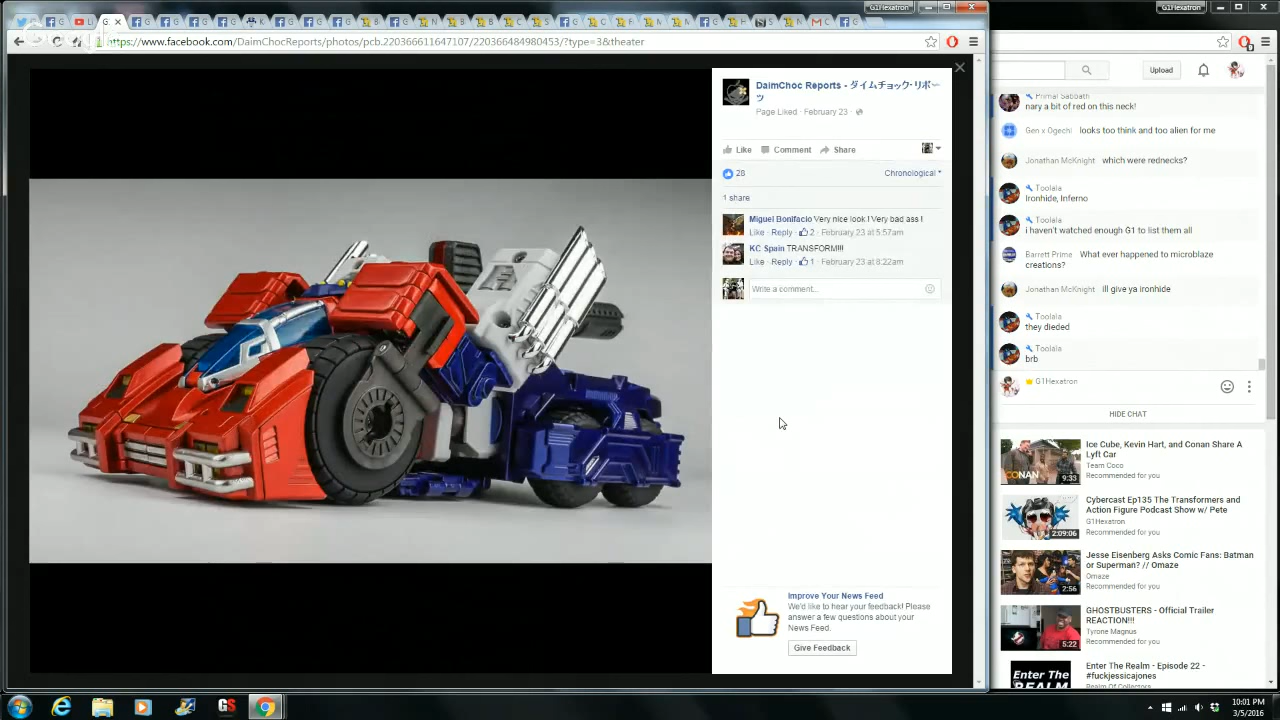 G1Hexatron
https://www.facebook.com/DaimChocReports/photos/pcb.220366611647107/220366484980453/?type=3&theater
DaimChoc Reports - ダイムチョック・リポーツ
Page Liked · February 23 ·
Like Comment Share
28
Chronological
1 share
Miguel Bonifacio Very nice look ! Very bad ass !
Like · Reply · 2 · February 23 at 5:57am
KC Spain TRANSFORM!!!
Like · Reply · 1 · February 23 at 8:22am
Write a comment...
Improve Your News Feed
We'd like to hear your feedback! Please
answer a few questions about your
News Feed.
Give Feedback
G1Hexatron
Upload
Primal Sabbath
nary a bit of red on this neck!
Gen x Ogechi looks too think and too alien for me
Jonathan McKnight which were rednecks?
Toolala
Ironhide, Inferno
Toolala
i haven't watched enough G1 to list them all
Barrett Prime What ever happened to microblaze
creations?
Jonathan McKnight ill give ya ironhide
Toolala
they dieded
Toolala
brb
G1Hexatron
HIDE CHAT
Ice Cube, Kevin Hart, and Conan Share A
Lyft Car
Team Coco
Recommended for you
CONAN
9:33
Cybercast Ep135 The Transformers and
Action Figure Podcast Show w/ Pete
G1Hexatron
Recommended for you
2:09:06
Jesse Eisenberg Asks Comic Fans: Batman
or Superman? // Omaze
Omaze
Recommended for you
2:56
GHOSTBUSTERS - Official Trailer
REACTION!!!
Tyrone Magnus
Recommended for you
5:22
Enter The Realm - Episode 22 -
#fuckjessicajones
Realm Of Collectors
Enter The
REALM
GS
10:01 PM
3/5/2016